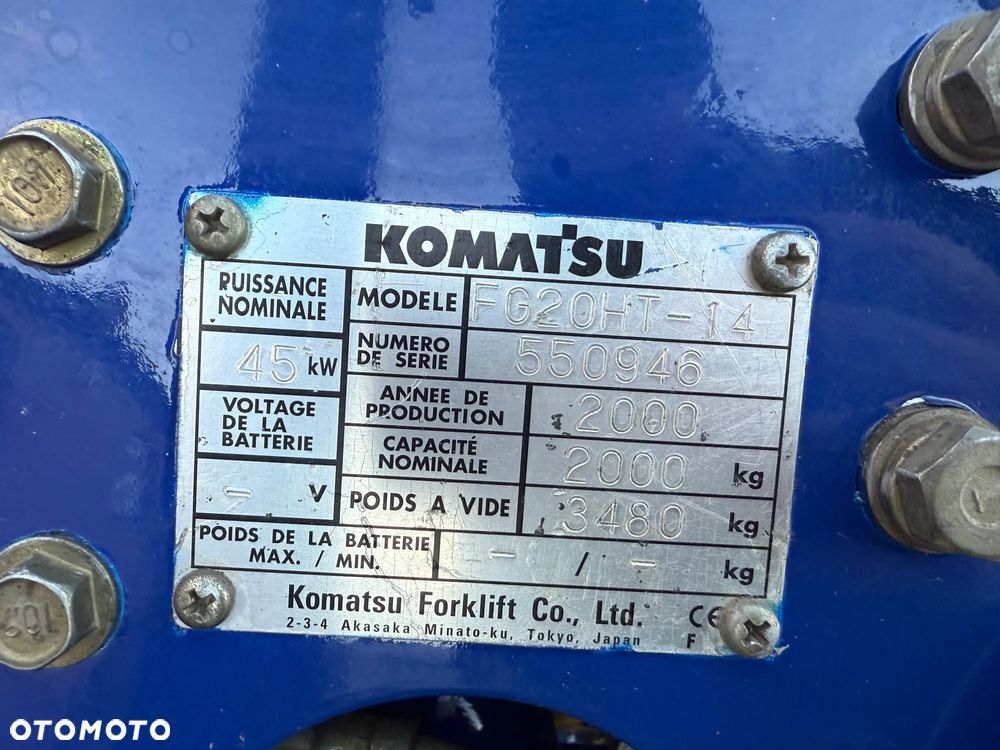 KOMATSU
RUISSANCE
NOMINALE
MODELE
FG20HT-14
45 kW
NUMERO
DE SERIE
550946
VOLTAGE
DE LA
BATTERIE
ANNEE DE
PRODUCTION
2000
CAPACITÉ
NOMINALE
2000 kg
- V
POIDS A VIDE
3480 kg
POIDS DE LA BATTERIE
MAX. / MIN.
- / - kg
Komatsu Forklift Co., Ltd.
2-3-4 Akasaka Minato-ku, Tokyo, Japan
CE
F
OTOMOTO